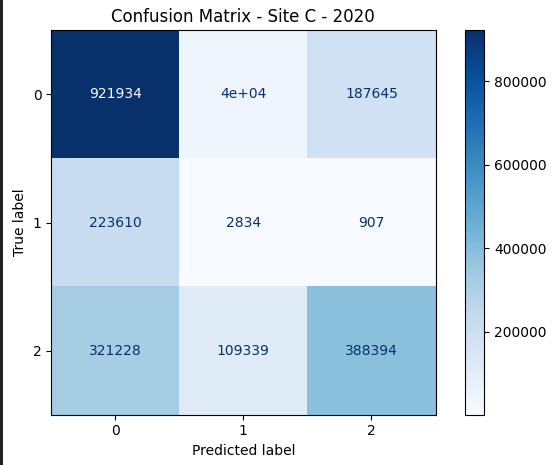 Confusion Matrix - Site C - 2020
0 921934 4e+04 187645
1 223610 2834 907
2 321228 109339 388394
0 1 2
Predicted label
True label
800000
600000
400000
200000